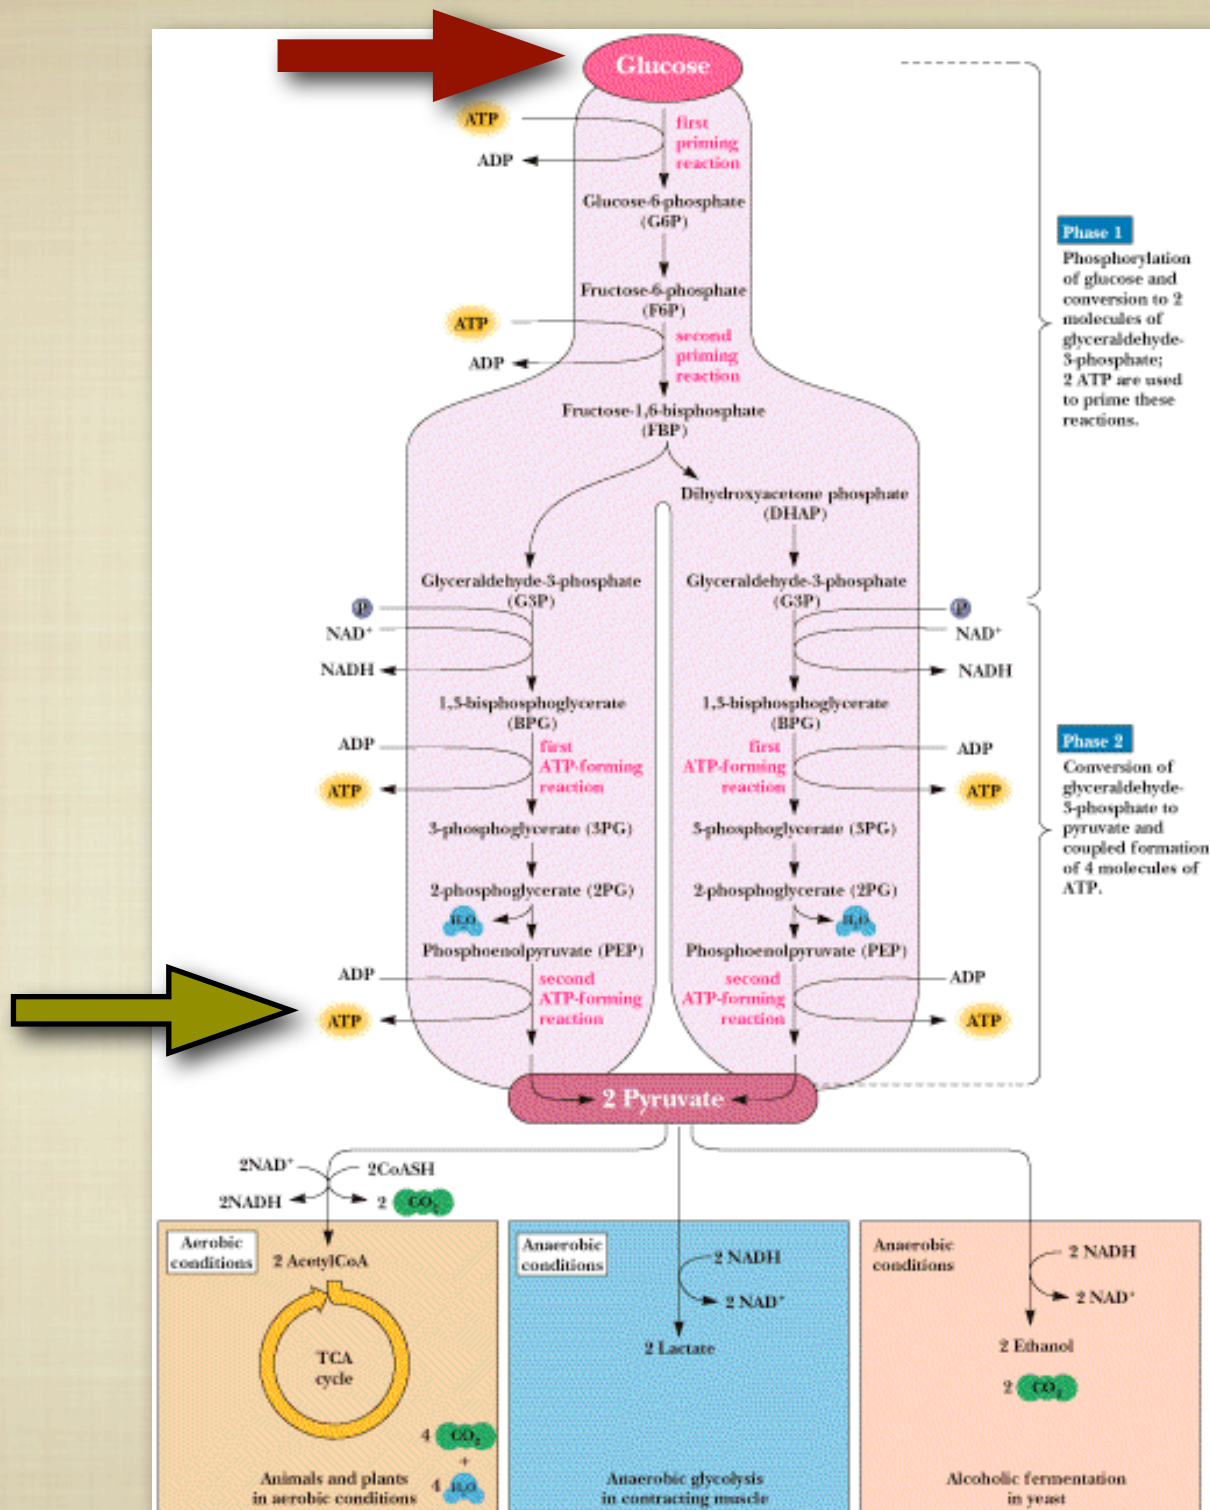 Glucose
ATP
ADP
first
priming
reaction
Glucose-6-phosphate
(G6P)
Fructose-6-phosphate
(F6P)
ATP
ADP
second
priming
reaction
Fructose-1,6-bisphosphate
(FBP)
Dihydroxyacetone phosphate
(DHAP)
Phase 1
Phosphorylation
of glucose and
conversion to 2
molecules of
glyceraldehyde-
3-phosphate;
2 ATP are used
to prime these
reactions.
Glyceraldehyde-3-phosphate
(G3P)
P
NAD⁺
NADH
1,3-bisphosphoglycerate
(BPG)
ADP
ATP
first
ATP-forming
reaction
3-phosphoglycerate (3PG)
2-phosphoglycerate (2PG)
H₂O
Phosphoenolpyruvate (PEP)
ADP
ATP
second
ATP-forming
reaction
Glyceraldehyde-3-phosphate
(G3P)
P
NAD⁺
NADH
1,3-bisphosphoglycerate
(BPG)
first
ATP-forming
reaction
ADP
ATP
3-phosphoglycerate (3PG)
2-phosphoglycerate (2PG)
H₂O
Phosphoenolpyruvate (PEP)
second
ATP-forming
reaction
ADP
ATP
Phase 2
Conversion of
glyceraldehyde-
3-phosphate to
pyruvate and
coupled formation
of 4 molecules of
ATP.
2 Pyruvate
2NAD⁺
2NADH
2CoASH
2 CO₂
Aerobic
conditions
2 AcetylCoA
TCA
cycle
4 CO₂
+
4 H₂O
Animals and plants
in aerobic conditions
Anaerobic
conditions
2 NADH
2 NAD⁺
2 Lactate
Anaerobic glycolysis
in contracting muscle
Anaerobic
conditions
2 NADH
2 NAD⁺
2 Ethanol
2 CO₂
Alcoholic fermentation
in yeast